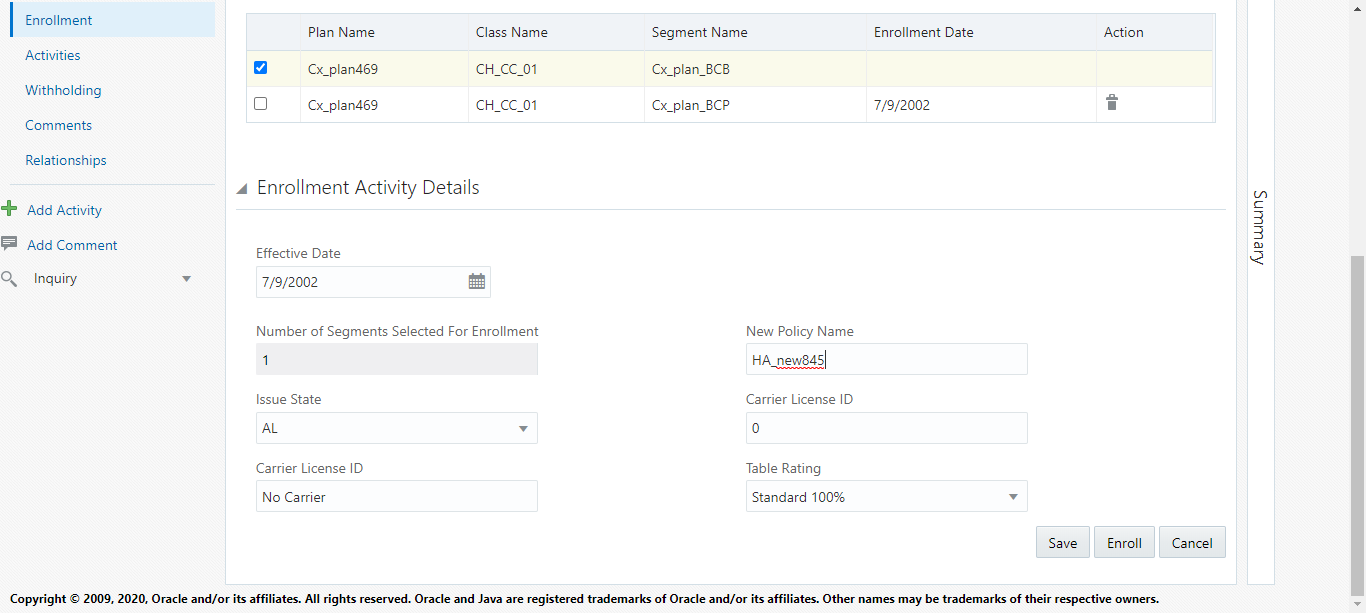 Enrollment
Activities
Withholding
Comments
Relationships
Add Activity
Add Comment
Inquiry
Plan Name Class Name Segment Name Enrollment Date Action
Cx_plan469 CH_CC_01 Cx_plan_BCB
Cx_plan469 CH_CC_01 Cx_plan_BCP 7/9/2002
Enrollment Activity Details
Effective Date
7/9/2002
Number of Segments Selected For Enrollment New Policy Name
1 HA_new845
Issue State Carrier License ID
AL 0
Carrier License ID Table Rating
No Carrier Standard 100%
Save Enroll Cancel
Summary
Copyright © 2009, 2020, Oracle and/or its affiliates. All rights reserved. Oracle and Java are registered trademarks of Oracle and/or its affiliates. Other names may be trademarks of their respective owners.